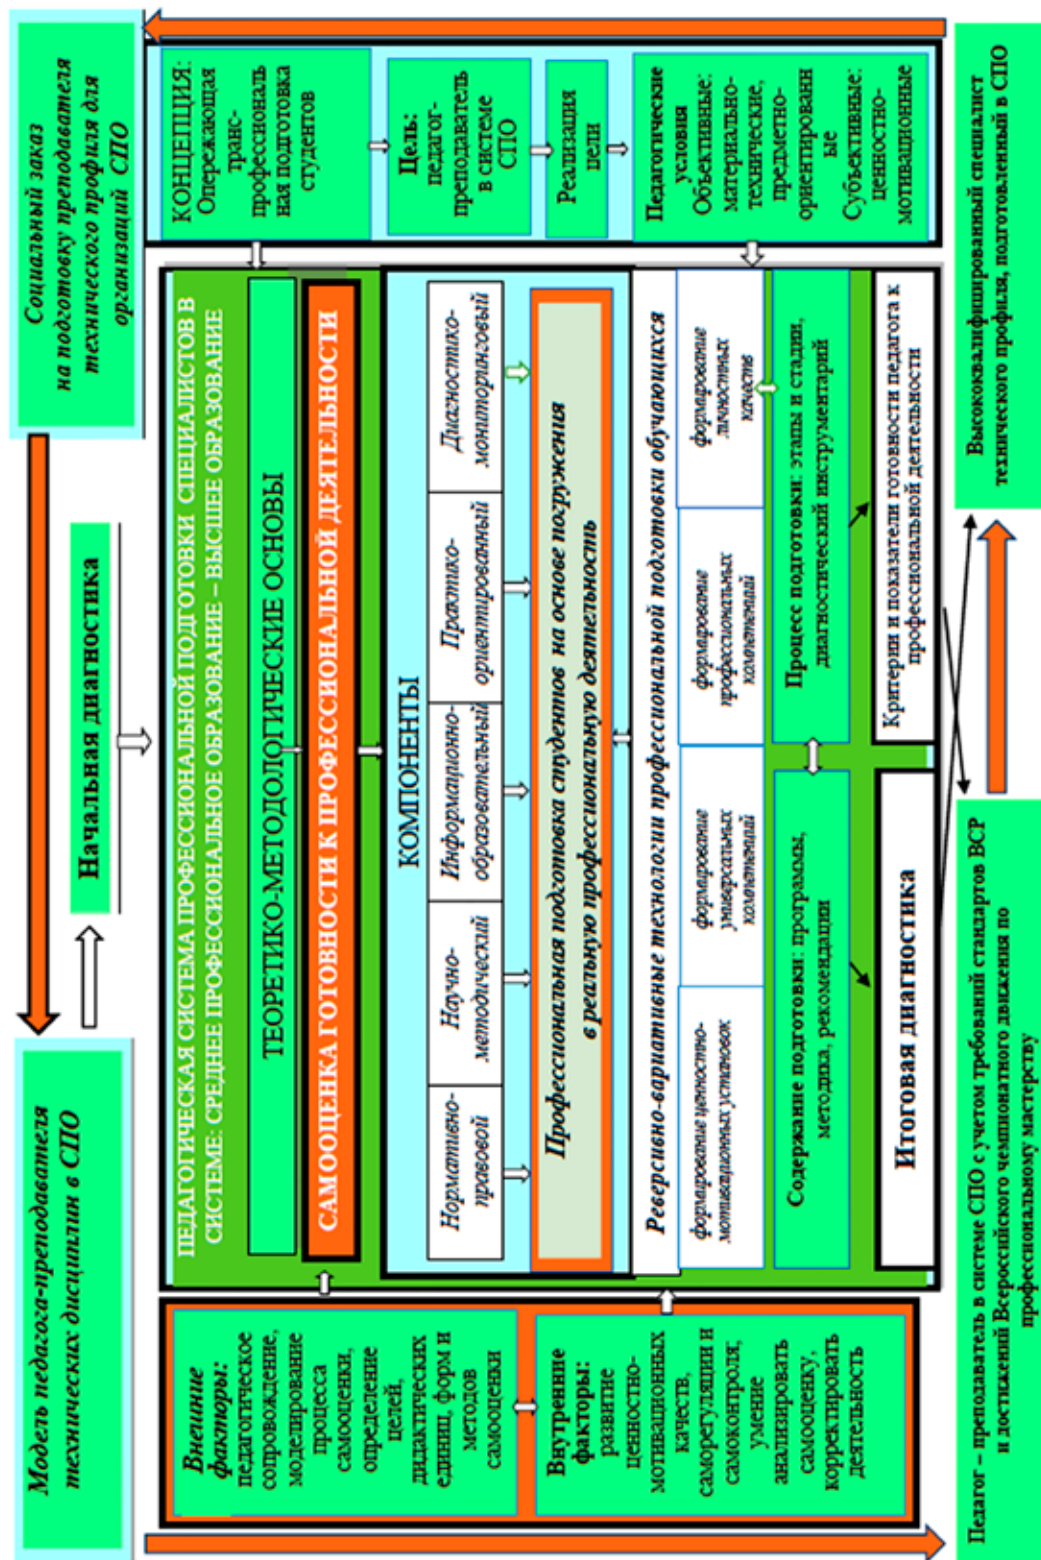 Модель педагога-преподавателя
технических дисциплин в СПО
Начальная диагностика
Социальный заказ
на подготовку преподавателя
технического профиля для
организаций СПО
Внешние
факторы:
педагогическое
сопровождение,
моделирование
процесса
самооценки,
определение
целей,
дидактических
единиц, форм и
методов
самооценки
Внутренние
факторы:
развитие
ценностно-
мотивационных
качеств,
саморегуляции и
самоконтроля,
умение
анализировать
самооценку,
корректировать
деятельность
ПЕДАГОГИЧЕСКАЯ СИСТЕМА ПРОФЕССИОНАЛЬНОЙ ПОДГОТОВКИ СПЕЦИАЛИСТОВ В
СИСТЕМЕ: СРЕДНЕЕ ПРОФЕССИОНАЛЬНОЕ ОБРАЗОВАНИЕ – ВЫСШЕЕ ОБРАЗОВАНИЕ
ТЕОРЕТИКО-МЕТОДОЛОГИЧЕСКИЕ ОСНОВЫ
САМООЦЕНКА ГОТОВНОСТИ К ПРОФЕССИОНАЛЬНОЙ ДЕЯТЕЛЬНОСТИ
КОМПОНЕНТЫ
Нормативно-
правовой
Научно-
методический
Информационно-
образовательный
Практико-
ориентированный
Диагностико-
мониторинговый
Профессиональная подготовка студентов на основе погружения
в реальную профессиональную деятельность
Реверсивно-вариативные технологии профессиональной подготовки обучающихся
формирование ценностно-
мотивационных установок
формирование
универсальных
компетенций
формирование
профессиональных
компетенций
формирование
личностных
качеств
Содержание подготовки: программы,
методика, рекомендации
Процесс подготовки: этапы и стадии,
диагностический инструментарий
Итоговая диагностика
Критерии и показатели готовности педагога к
профессиональной деятельности
КОНЦЕПЦИЯ:
Опережающая
транс-
профессиональ
ная подготовка
студентов
Цель:
педагог-
преподаватель
в системе
СПО
Реализация
цели
Педагогические
условия
Объективные:
материально-
технические,
предметно-
ориентированн
ые
Субъективные:
ценностно-
мотивационные
Педагог – преподаватель в системе СПО с учетом требований стандартов ВСР
и достижений Всероссийского чемпионатного движения по
профессиональному мастерству
Высококвалифицированный специалист
технического профиля, подготовленный в СПО